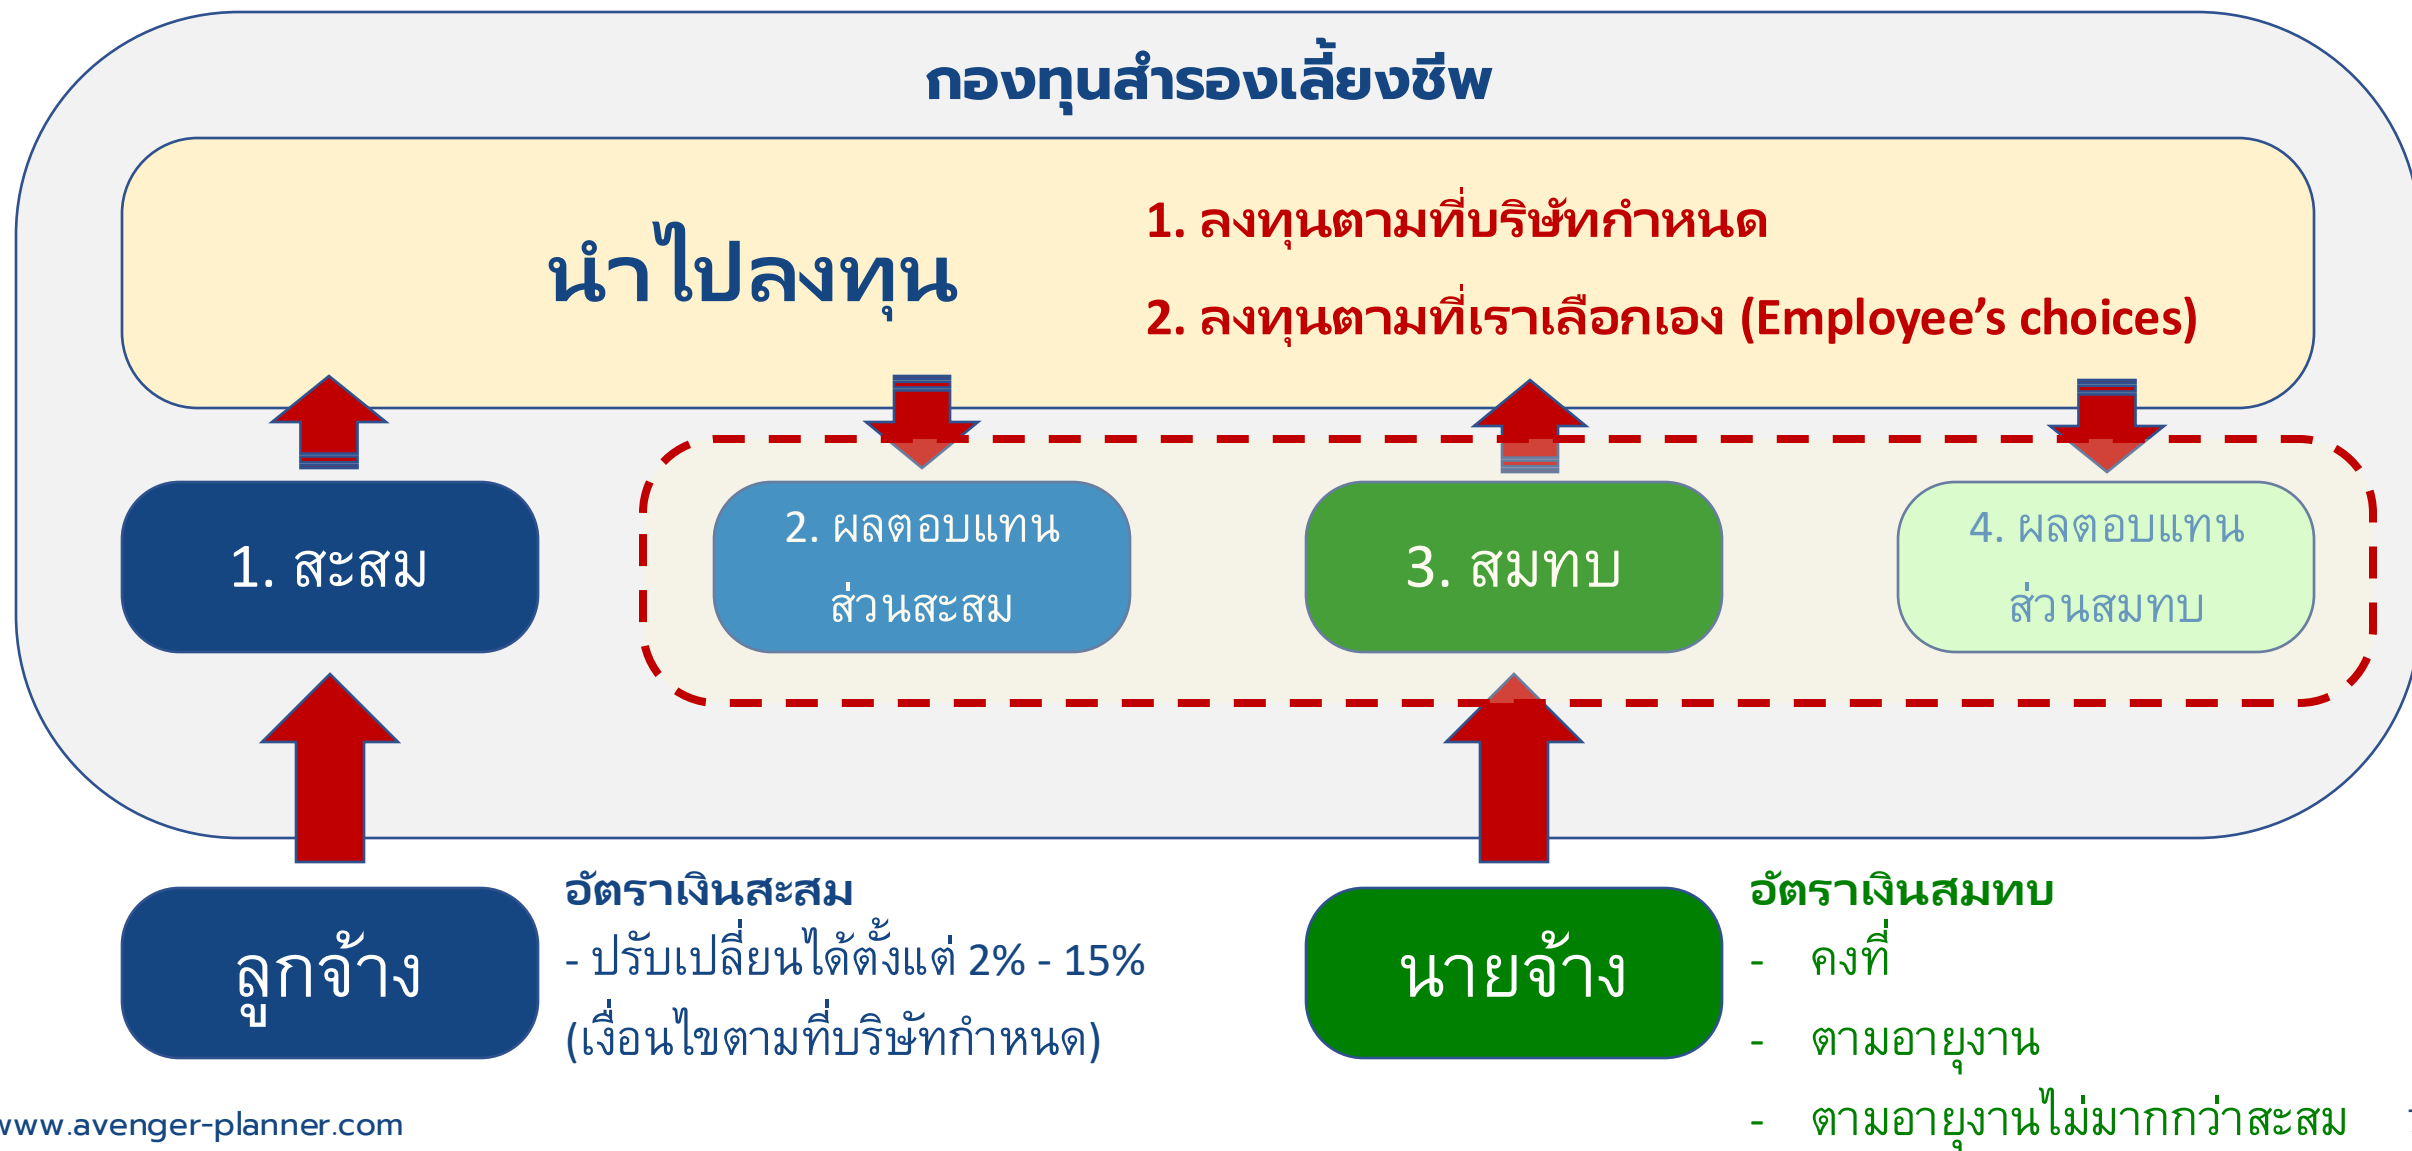 กองทุนสำรองเลี้ยงชีพ
นำไปลงทุน
1. ลงทุนตามที่บริษัทกำหนด
2. ลงทุนตามที่เราเลือกเอง (Employee’s choices)
1. สะสม
2. ผลตอบแทน
ส่วนสะสม
3. สมทบ
4. ผลตอบแทน
ส่วนสมทบ
ลูกจ้าง
อัตราเงินสะสม
- ปรับเปลี่ยนได้ตั้งแต่ 2% - 15%
(เงื่อนไขตามที่บริษัทกำหนด)
นายจ้าง
อัตราเงินสมทบ
- คงที่
- ตามอายุงาน
- ตามอายุงานไม่มากกว่าสะสม
www.avenger-planner.com